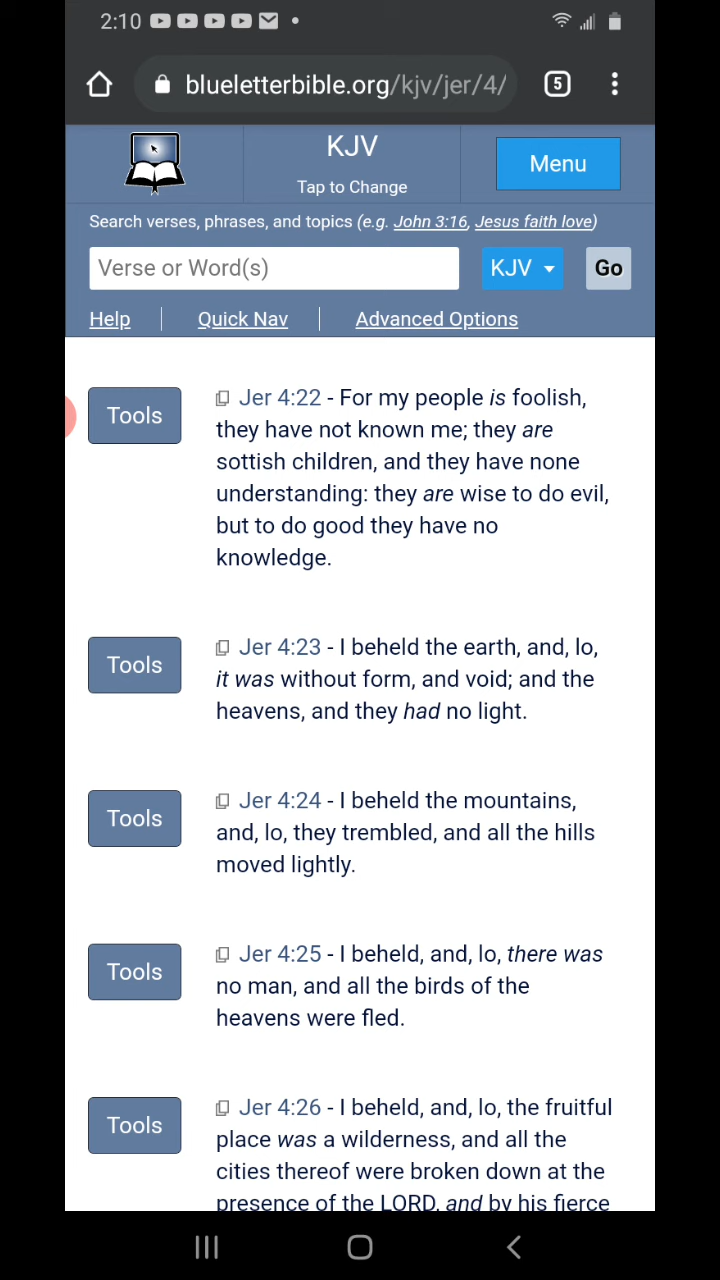 2:10
blueletterbible.org/kjv/jer/4/
5
KJV
Tap to Change
Menu
Search verses, phrases, and topics (e.g. John 3:16, Jesus faith love)
Verse or Word(s)
KJV
Go
Help
Quick Nav
Advanced Options
Tools
Jer 4:22 - For my people is foolish,
they have not known me; they are
sottish children, and they have none
understanding: they are wise to do evil,
but to do good they have no
knowledge.
Tools
Jer 4:23 - I beheld the earth, and, lo,
it was without form, and void; and the
heavens, and they had no light.
Tools
Jer 4:24 - I beheld the mountains,
and, lo, they trembled, and all the hills
moved lightly.
Tools
Jer 4:25 - I beheld, and, lo, there was
no man, and all the birds of the
heavens were fled.
Tools
Jer 4:26 - I beheld, and, lo, the fruitful
place was a wilderness, and all the
cities thereof were broken down at the
presence of the LORD, and by his fierce